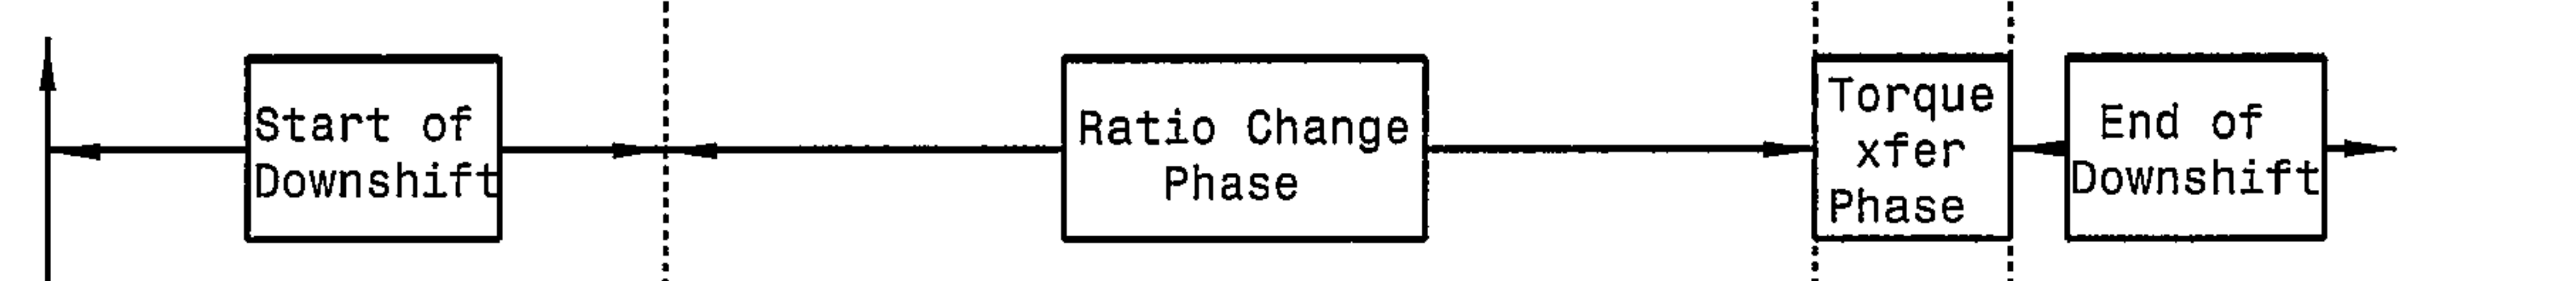 Start of
Downshift
Ratio Change
Phase
Torque
xfer
Phase
End of
Downshift